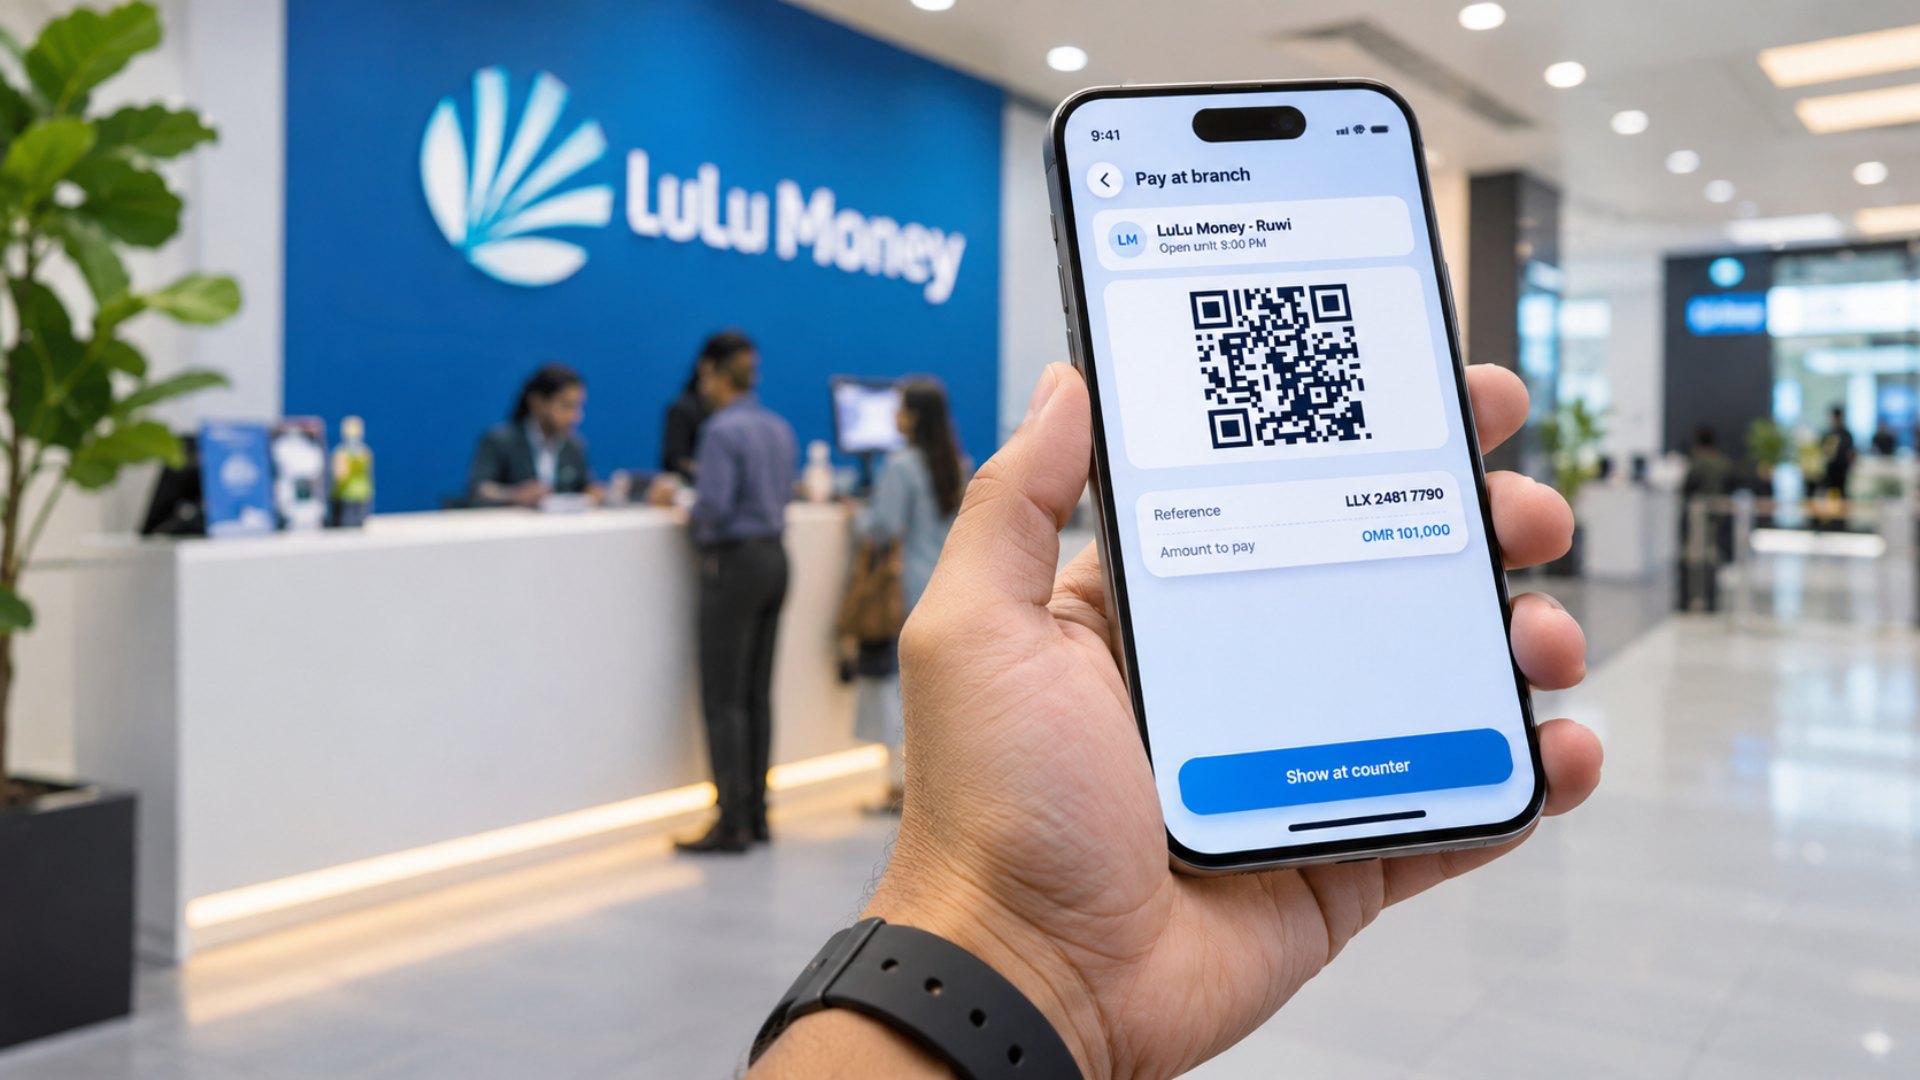 LuLu Money
9:41
Pay at branch
LM
LuLu Money - Ruwi
Open unit 9:00 PM
Reference
LLX 2481 7790
Amount to pay
OMR 101,000
Show at counter